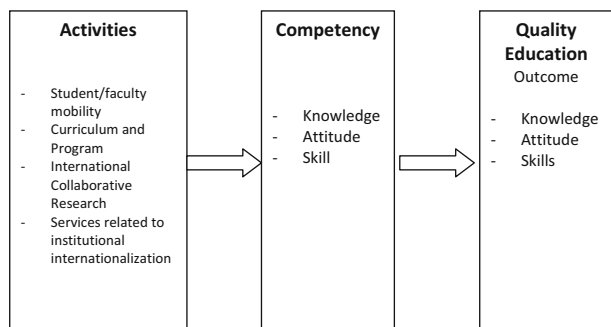 Activities
- Student/faculty
mobility
- Curriculum and
Program
- International
Collaborative
Research
- Services related to
institutional
internationalization
Competency
- Knowledge
- Attitude
- Skill
Quality
Education
Outcome
- Knowledge
- Attitude
- Skills